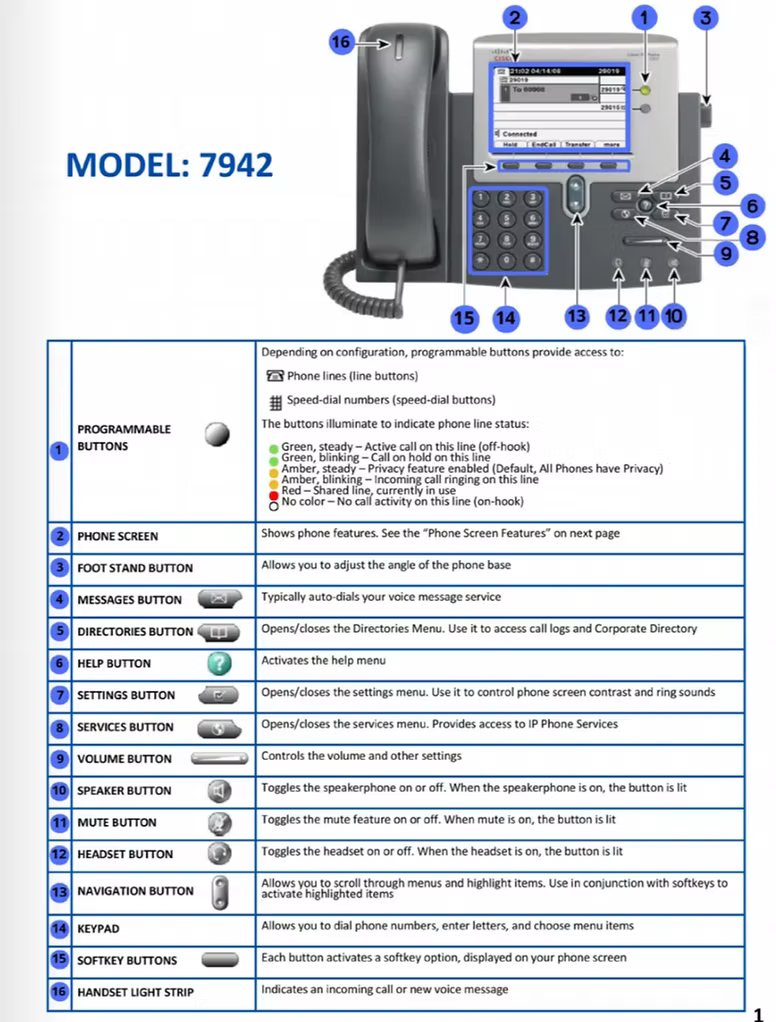 16
2
1
3
CISCO
21:02 04/14/08 29019
29019
To 89966
29019
29015
Connected
Hold EndCall Transfer more
MODEL: 7942
4
5
6
7
8
9
15
14
13
12
11
10
1 2 3
4 5 6
7 8 9
* 0 #
?
1 PROGRAMMABLE BUTTONS
Depending on configuration, programmable buttons provide access to:
Phone lines (line buttons)
Speed-dial numbers (speed-dial buttons)
The buttons illuminate to indicate phone line status:
Green, steady – Active call on this line (off-hook)
Green, blinking – Call on hold on this line
Amber, steady – Privacy feature enabled (Default, All Phones have Privacy)
Amber, blinking – Incoming call ringing on this line
Red – Shared line, currently in use
No color – No call activity on this line (on-hook)
2 PHONE SCREEN Shows phone features. See the “Phone Screen Features” on next page
3 FOOT STAND BUTTON Allows you to adjust the angle of the phone base
4 MESSAGES BUTTON Typically auto-dials your voice message service
5 DIRECTORIES BUTTON Opens/closes the Directories Menu. Use it to access call logs and Corporate Directory
6 HELP BUTTON ? Activates the help menu
7 SETTINGS BUTTON Opens/closes the settings menu. Use it to control phone screen contrast and ring sounds
8 SERVICES BUTTON Opens/closes the services menu. Provides access to IP Phone Services
9 VOLUME BUTTON Controls the volume and other settings
10 SPEAKER BUTTON Toggles the speakerphone on or off. When the speakerphone is on, the button is lit
11 MUTE BUTTON Toggles the mute feature on or off. When mute is on, the button is lit
12 HEADSET BUTTON Toggles the headset on or off. When the headset is on, the button is lit
13 NAVIGATION BUTTON Allows you to scroll through menus and highlight items. Use in conjunction with softkeys to
activate highlighted items
14 KEYPAD Allows you to dial phone numbers, enter letters, and choose menu items
15 SOFTKEY BUTTONS Each button activates a softkey option, displayed on your phone screen
16 HANDSET LIGHT STRIP Indicates an incoming call or new voice message
1